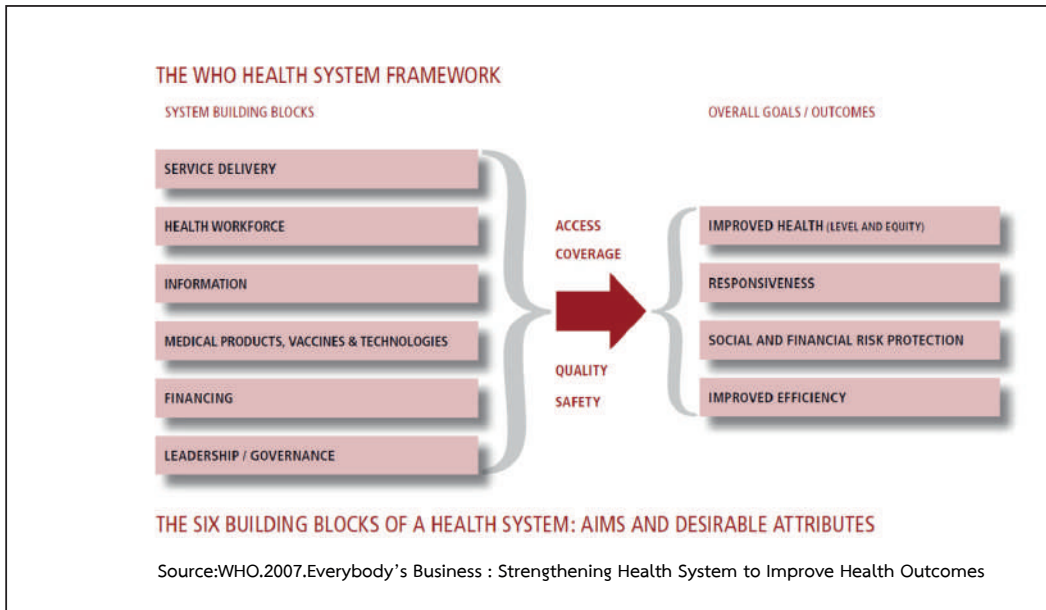 THE WHO HEALTH SYSTEM FRAMEWORK
SYSTEM BUILDING BLOCKS
OVERALL GOALS / OUTCOMES
SERVICE DELIVERY
HEALTH WORKFORCE
INFORMATION
MEDICAL PRODUCTS, VACCINES & TECHNOLOGIES
FINANCING
LEADERSHIP / GOVERNANCE
ACCESS
COVERAGE
QUALITY
SAFETY
IMPROVED HEALTH (LEVEL AND EQUITY)
RESPONSIVENESS
SOCIAL AND FINANCIAL RISK PROTECTION
IMPROVED EFFICIENCY
THE SIX BUILDING BLOCKS OF A HEALTH SYSTEM: AIMS AND DESIRABLE ATTRIBUTES
Source:WHO.2007.Everybody's Business : Strengthening Health System to Improve Health Outcomes